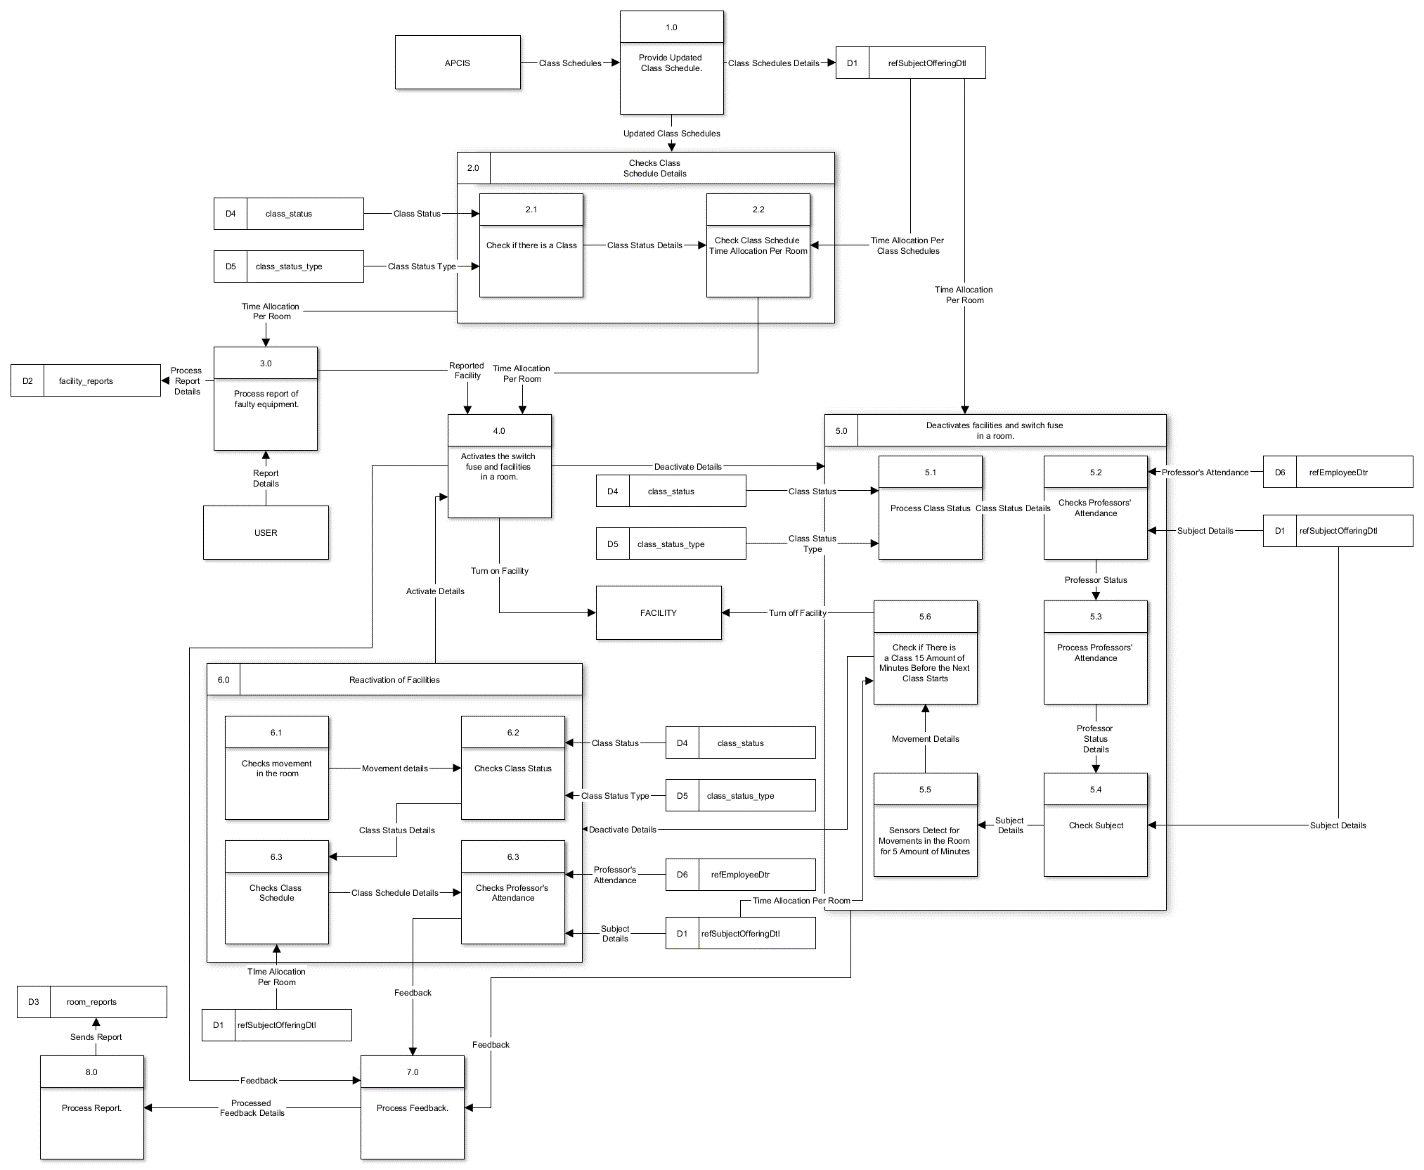 1.0
APCIS
Class Schedules
Provide Updated
Class Schedule.
Class Schedules Details
D1
refSubjectOfferingDtl
Updated Class Schedules
2.0
Checks Class
Schedule Details
D4
class_status
Class Status
2.1
Check if there is a Class
Class Status Details
2.2
Check Class Schedule
Time Allocation Per Room
Time Allocation Per
Class Schedules
D5
class_status_type
Class Status Type
Time Allocation
Per Room
Time Allocation
Per Room
D2
facility_reports
Process
Report
Details
3.0
Process report of
faulty equipment.
Reported
Facility
Time Allocation
Per Room
Report
Details
USER
4.0
Activates the switch
fuse and facilities
in a room.
Deactivate Details
5.0
Deactivates facilities and switch fuse
in a room.
D4
class_status
Class Status
5.1
Process Class Status
Class Status Details
5.2
Checks Professors'
Attendance
Professor's Attendance
D6
refEmployeeDtr
D5
class_status_type
Class Status
Type
Subject Details
D1
refSubjectOfferingDtl
Turn on Facility
Activate Details
Professor Status
FACILITY
Turn off Facility
5.6
Check if There is
a Class 15 Amount of
Minutes Before the Next
Class Starts
5.3
Process Professors'
Attendance
6.0
Reactivation of Facilities
6.1
Checks movement
in the room
Movement details
6.2
Checks Class Status
Class Status
D4
class_status
Movement Details
Professor
Status
Details
Class Status Type
D5
class_status_type
5.5
Sensors Detect for
Movements in the Room
for 5 Amount of Minutes
Subject
Details
5.4
Check Subject
Subject Details
Class Status Details
Deactivate Details
6.3
Checks Class
Schedule
Class Schedule Details
6.3
Checks Professor's
Attendance
Professor's
Attendance
D6
refEmployeeDtr
Time Allocation Per Room
Subject
Details
D1
refSubjectOfferingDtl
TIme Allocation
Per Room
Feedback
D3
room_reports
D1
refSubjectOfferingDtl
Sends Report
Feedback
8.0
Process Report.
Feedback
7.0
Process Feedback.
Processed
Feedback Details